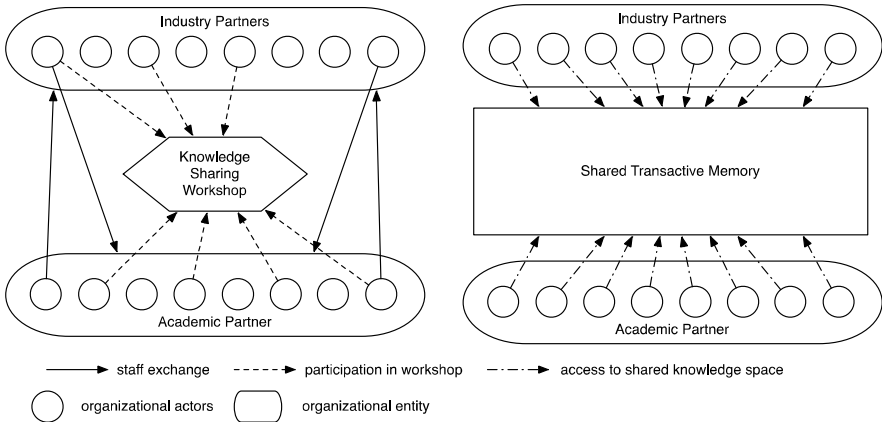 Industry Partners
Knowledge
Sharing
Workshop
Academic Partner
Industry Partners
Shared Transactive Memory
Academic Partner
staff exchange
participation in workshop
access to shared knowledge space
organizational actors
organizational entity